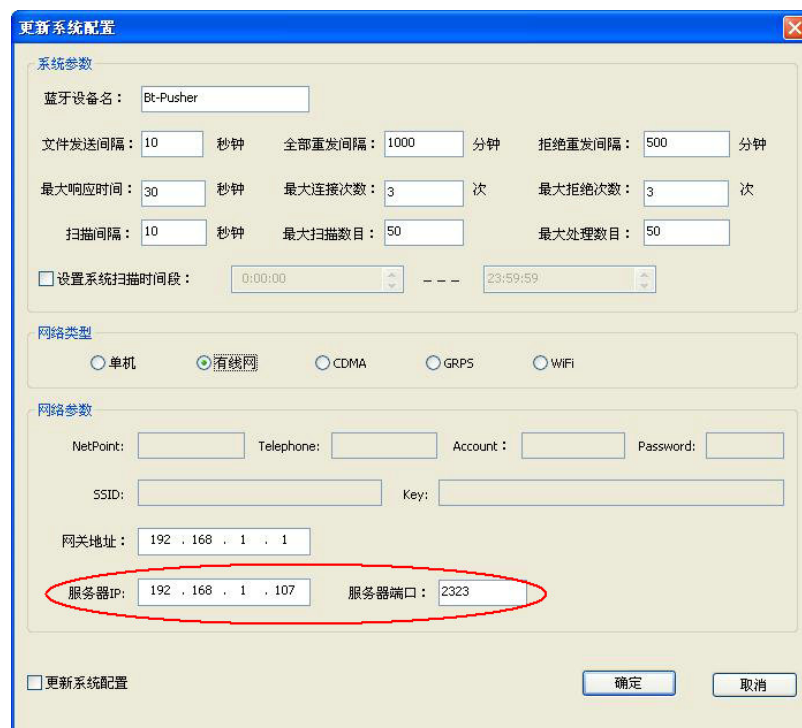 更新系统配置
系统参数
蓝牙设备名： Bt-Pusher
文件发送间隔： 10 秒钟 全部重发间隔： 1000 分钟 拒绝重发间隔： 500 分钟
最大响应时间： 30 秒钟 最大连接次数： 3 次 最大拒绝次数： 3 次
扫描间隔： 10 秒钟 最大扫描数目： 50 最大处理数目： 50
设置系统扫描时间段： 0:00:00 --- 23:59:59
网络类型
单机 有线网 CDMA GRPS WiFi
网络参数
NetPoint: Telephone: Account： Password:
SSID: Key:
网关地址： 192 . 168 . 1 . 1
服务器IP: 192 . 168 . 1 . 107 服务器端口： 2323
更新系统配置 确定 取消